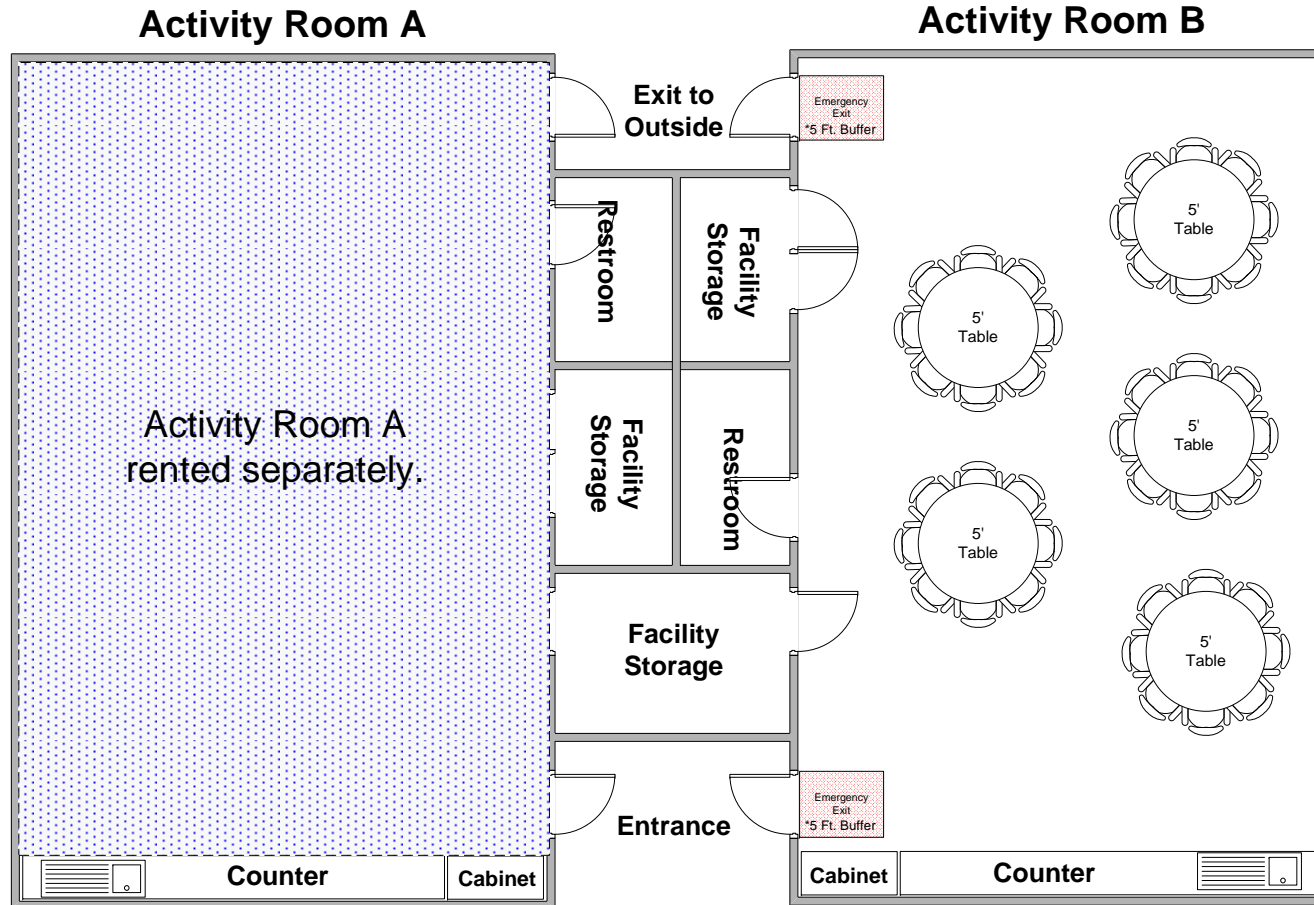 Activity Room A
Activity Room B
Exit to
Outside
Emergency
Exit
*5 Ft. Buffer
Restroom
Facility
Storage
5'
Table
5'
Table
Activity Room A
rented separately.
Facility
Storage
Restroom
5'
Table
5'
Table
Facility
Storage
5'
Table
Entrance
Emergency
Exit
*5 Ft. Buffer
Counter
Cabinet
Cabinet
Counter